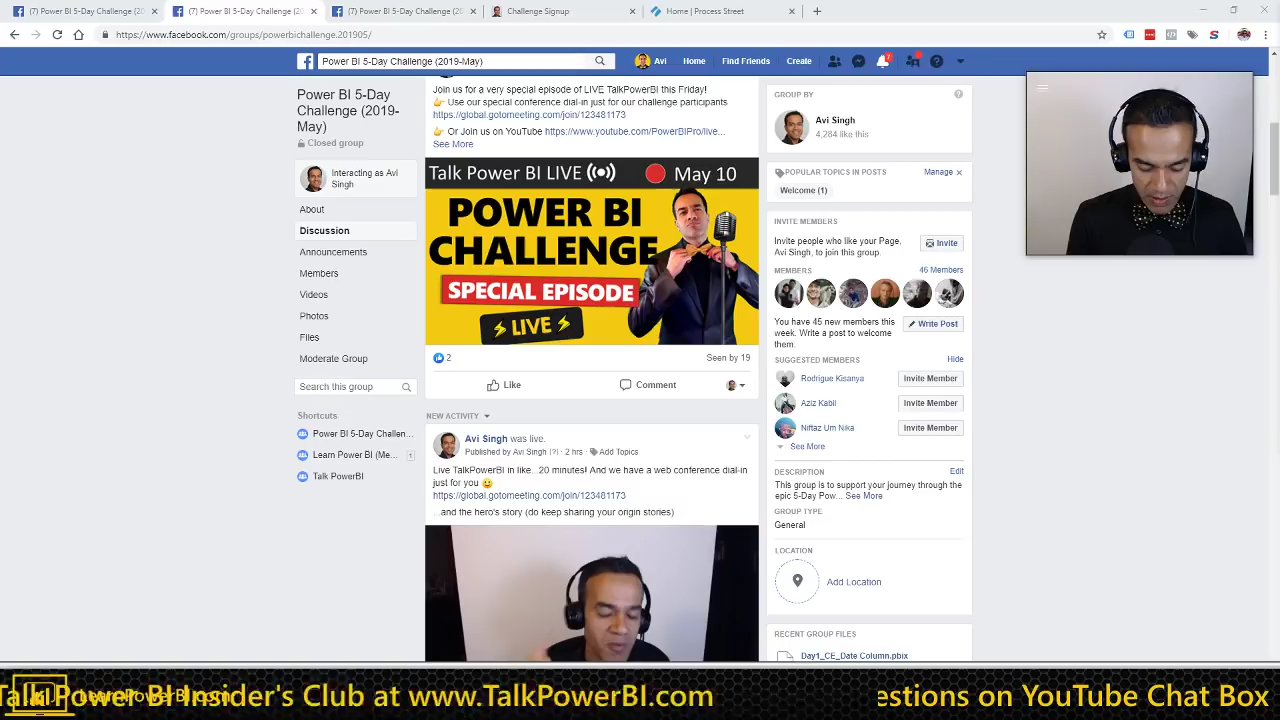 (7) Power BI 5-Day Challenge (20
(7) Power BI 5-Day Challenge (20
(7) Power BI 5-Day Challenge (20
Challenge Signup
Home | Process Street
https://www.facebook.com/groups/powerbichallenge.201905/
Power BI 5-Day Challenge (2019-May)
Avi
Home
Find Friends
Create
7
Power BI 5-Day
Challenge (2019-
May)
Closed group
Interacting as Avi
Singh
About
Discussion
Announcements
Members
Videos
Photos
Files
Moderate Group
Search this group
Shortcuts
Power BI 5-Day Challen...
Learn Power BI (Me...
1
Talk PowerBI
Join us for a very special episode of LIVE TalkPowerBI this Friday!
👉 Use our special conference dial-in just for our challenge participants
https://global.gotomeeting.com/join/123481173
👉 Or Join us on YouTube https://www.youtube.com/PowerBIPro/live...
See More
Talk Power BI LIVE
May 10
POWER BI
CHALLENGE
SPECIAL EPISODE
⚡ LIVE ⚡
2
Seen by 19
Like
Comment
NEW ACTIVITY
Avi Singh was live.
Published by Avi Singh [?] · 2 hrs · Add Topics
Live TalkPowerBI in like...20 minutes! And we have a web conference dial-in
just for you 🙂
https://global.gotomeeting.com/join/123481173
...and the hero's story (do keep sharing your origin stories)
GROUP BY
Avi Singh
4,284 like this
POPULAR TOPICS IN POSTS
Manage
Welcome (1)
INVITE MEMBERS
Invite people who like your Page,
Avi Singh, to join this group.
Invite
MEMBERS
46 Members
You have 45 new members this
week. Write a post to welcome
them.
Write Post
SUGGESTED MEMBERS
Hide
Rodrigue Kisanya
Invite Member
Aziz Kabil
Invite Member
Niftaz Um Nika
Invite Member
See More
DESCRIPTION
Edit
This group is to support your journey through the
epic 5-Day Pow... See More
GROUP TYPE
General
LOCATION
Add Location
RECENT GROUP FILES
Day1_CE_Date Column.pbix
Power BI Insider's Club at www.TalkPowerBI.com
estions on YouTube Chat Box